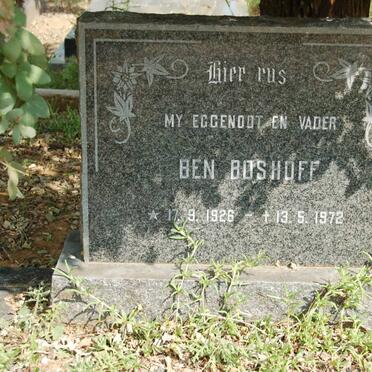 Hier rus
MY EGGENOOT EN VADER
BEN BOSHOFF
* 17.9.1926 - † 13.5.1972